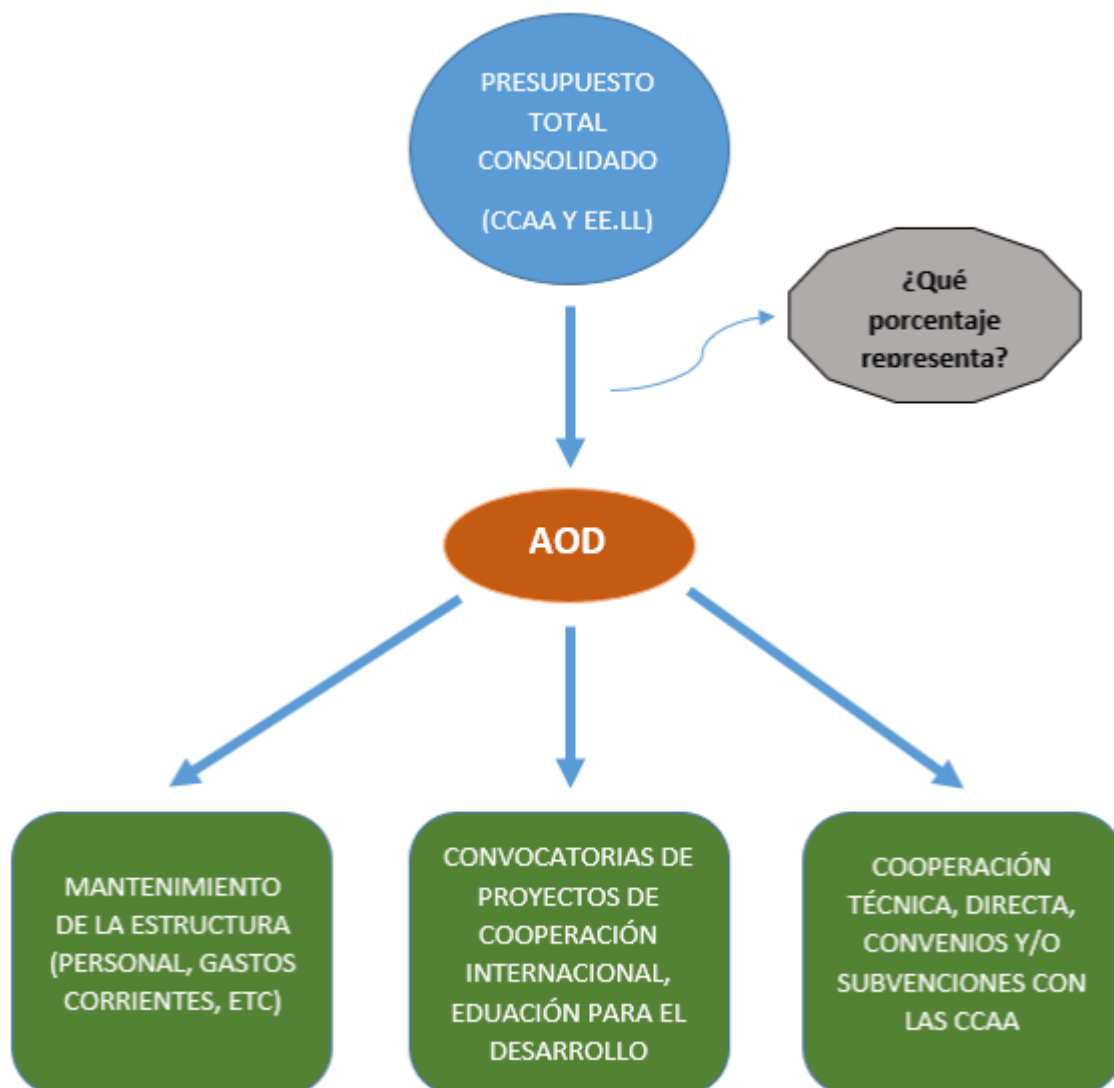 PRESUPUESTO
TOTAL
CONSOLIDADO
(CCAA Y EE.LL)
¿Qué
porcentaje
representa?
AOD
MANTENIMIENTO
DE LA ESTRUCTURA
(PERSONAL, GASTOS
CORRIENTES, ETC)
CONVOCATORIAS DE
PROYECTOS DE
COOPERACIÓN
INTERNACIONAL,
EDUACIÓN PARA EL
DESARROLLO
COOPERACIÓN
TÉCNICA, DIRECTA,
CONVENIOS Y/O
SUBVENCIONES CON
LAS CCAA